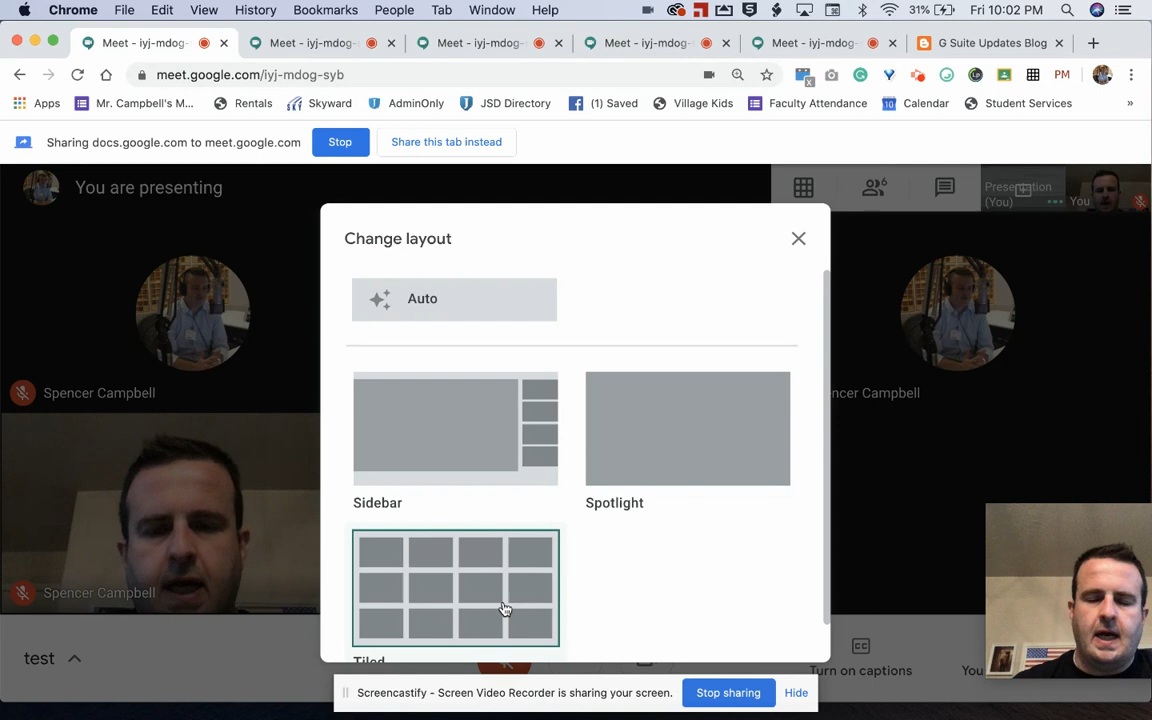 Chrome File Edit View History Bookmarks People Tab Window Help 31% Fri 10:02 PM
Meet - iyj-mdog- Meet - iyj-mdog- Meet - iyj-mdog- Meet - iyj-mdog- Meet - iyj-mdog- G Suite Updates Blog
meet.google.com/iyj-mdog-syb PM
Apps Mr. Campbell's M... Rentals Skyward AdminOnly JSD Directory (1) Saved Village Kids Faculty Attendance Calendar Student Services »
Sharing docs.google.com to meet.google.com Stop Share this tab instead
You are presenting 6 Presentation
(You) You
Change layout
Auto
Spencer Campbell ncer Campbell
Sidebar Spotlight
Spencer Campbell
Tiled
test Turn on captions You
Screencastify - Screen Video Recorder is sharing your screen. Stop sharing Hide